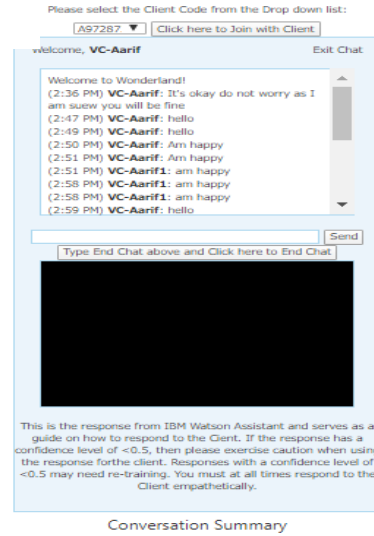 Please select the Client Code from the Drop down list:
A97287 ▼ Click here to Join with Client
Welcome, VC-Aarif Exit Chat
Welcome to Wonderland!
(2:36 PM) VC-Aarif: It's okay do not worry as I
am suew you will be fine
(2:47 PM) VC-Aarif: hello
(2:49 PM) VC-Aarif: hello
(2:50 PM) VC-Aarif: Am happy
(2:51 PM) VC-Aarif: Am happy
(2:51 PM) VC-Aarif1: am happy
(2:58 PM) VC-Aarif1: am happy
(2:58 PM) VC-Aarif1: am happy
(2:59 PM) VC-Aarif: hello
Send
Type End Chat above and Click here to End Chat
This is the response from IBM Watson Assistant and serves as a
guide on how to respond to the Cient. If the response has a
confidence level of <0.5, then please exercise caution when usin
the response forthe client. Responses with a confidence level of
<0.5 may need re-training. You must at all times respond to the
Client empathetically.
Conversation Summary